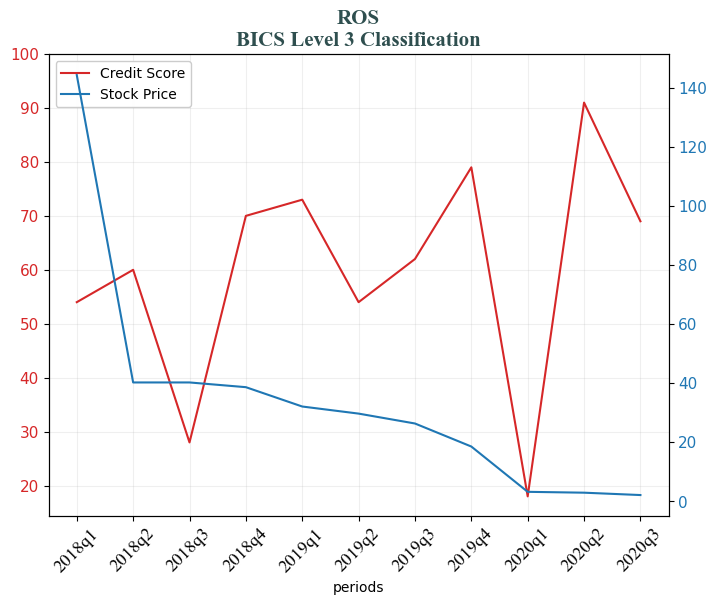 ROS
BICS Level 3 Classification
Credit Score
Stock Price
100
90
80
70
60
50
40
30
20
140
120
100
80
60
40
20
0
2018q1
2018q2
2018q3
2018q4
2019q1
2019q2
2019q3
2019q4
2020q1
2020q2
2020q3
periods